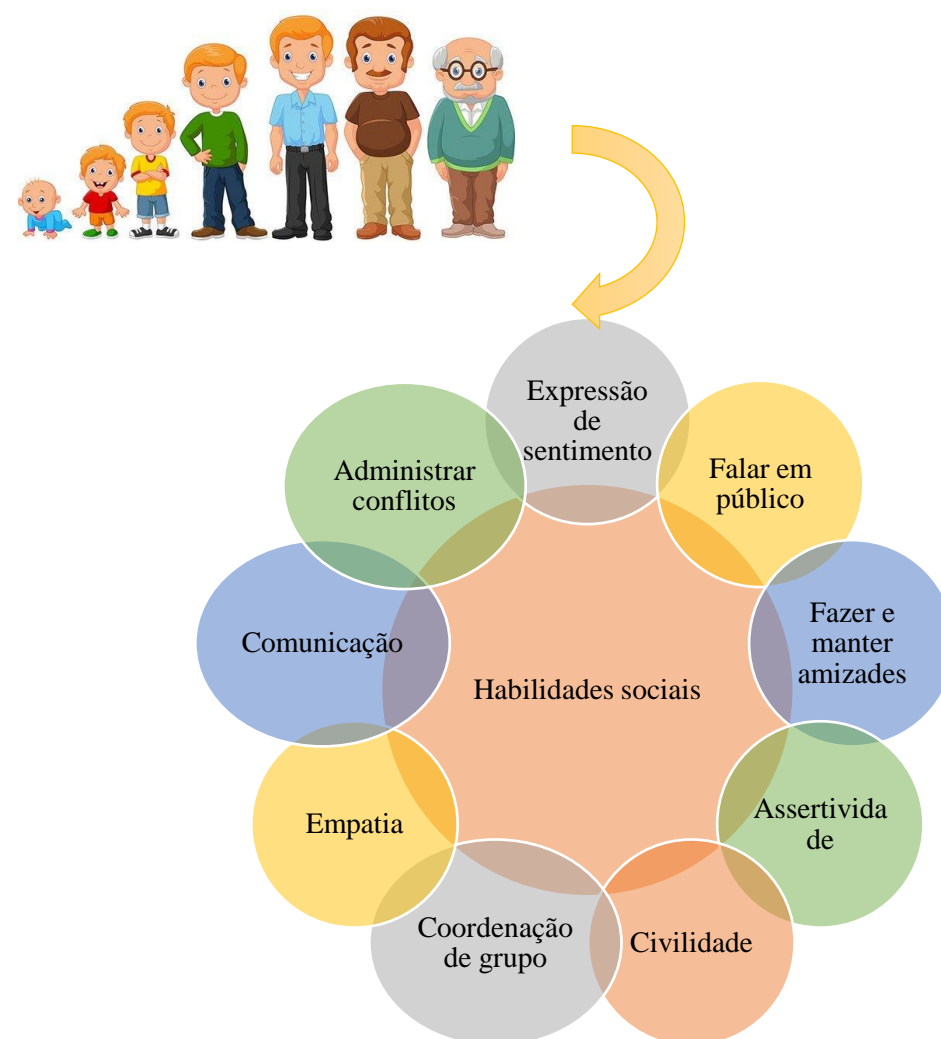 Expressão
de
sentimento
Falar em
público
Fazer e
manter
amizades
Assertivida
de
Civilidade
Coordenação
de grupo
Empatia
Comunicação
Administrar
conflitos
Habilidades sociais